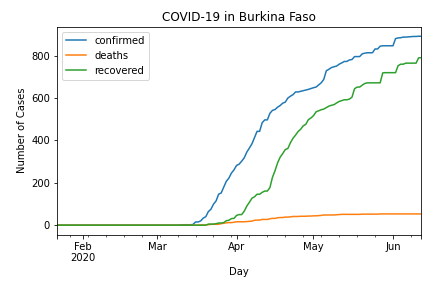 COVID-19 in Burkina Faso
confirmed
deaths
recovered
Number of Cases
800
600
400
200
0
Feb
2020
Mar
Apr
May
Jun
Day